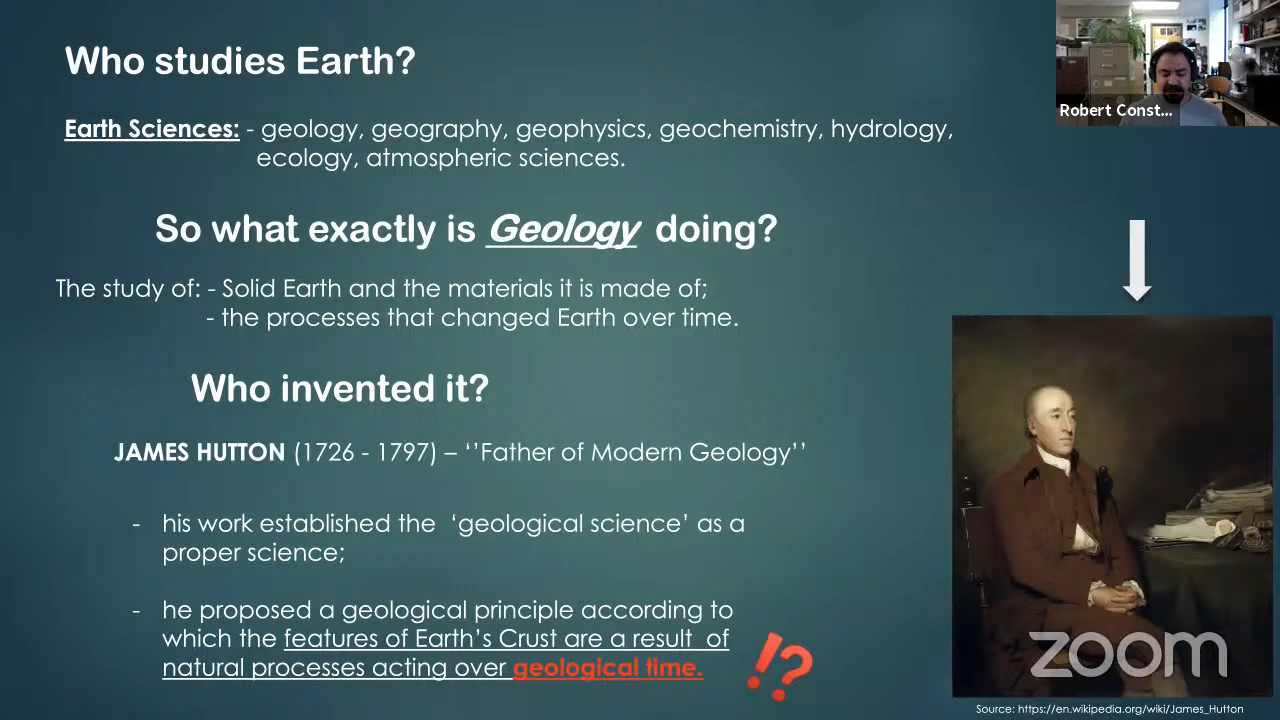 Who studies Earth?
Robert Const...
Earth Sciences: - geology, geography, geophysics, geochemistry, hydrology,
ecology, atmospheric sciences.
So what exactly is Geology doing?
The study of: - Solid Earth and the materials it is made of;
- the processes that changed Earth over time.
Who invented it?
JAMES HUTTON (1726 - 1797) – ‘’Father of Modern Geology’’
- his work established the ‘geological science’ as a
proper science;
- he proposed a geological principle according to
which the features of Earth’s Crust are a result of
natural processes acting over geological time.
!?
zoom
Source: https://en.wikipedia.org/wiki/James_Hutton